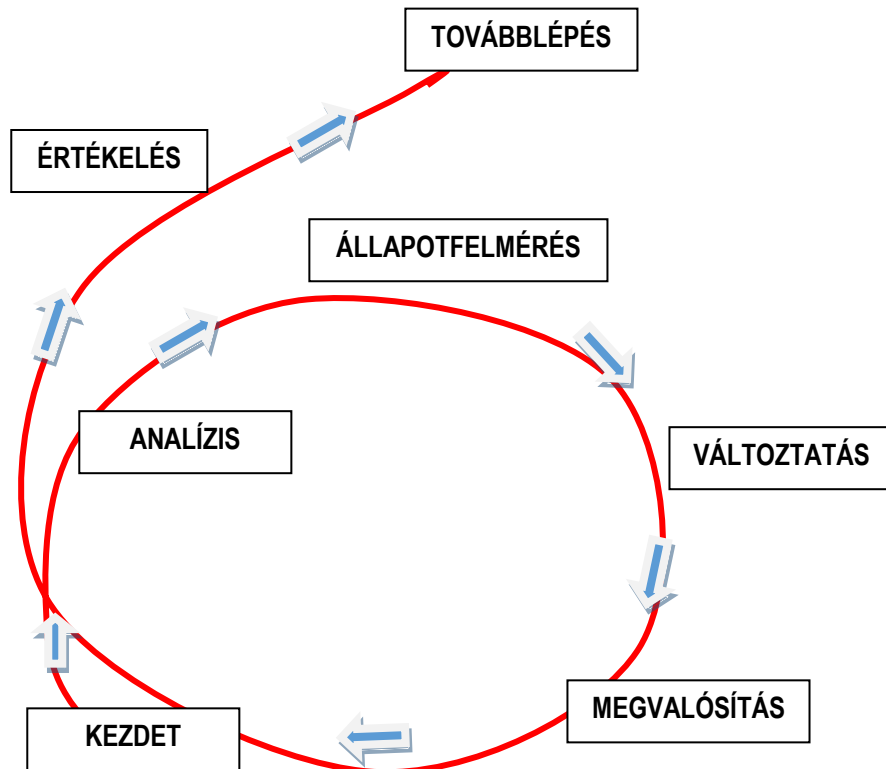 TOVÁBBLÉPÉS
ÉRTÉKELÉS
ÁLLAPOTFELMÉRÉS
ANALÍZIS
VÁLTOZTATÁS
MEGVALÓSÍTÁS
KEZDET